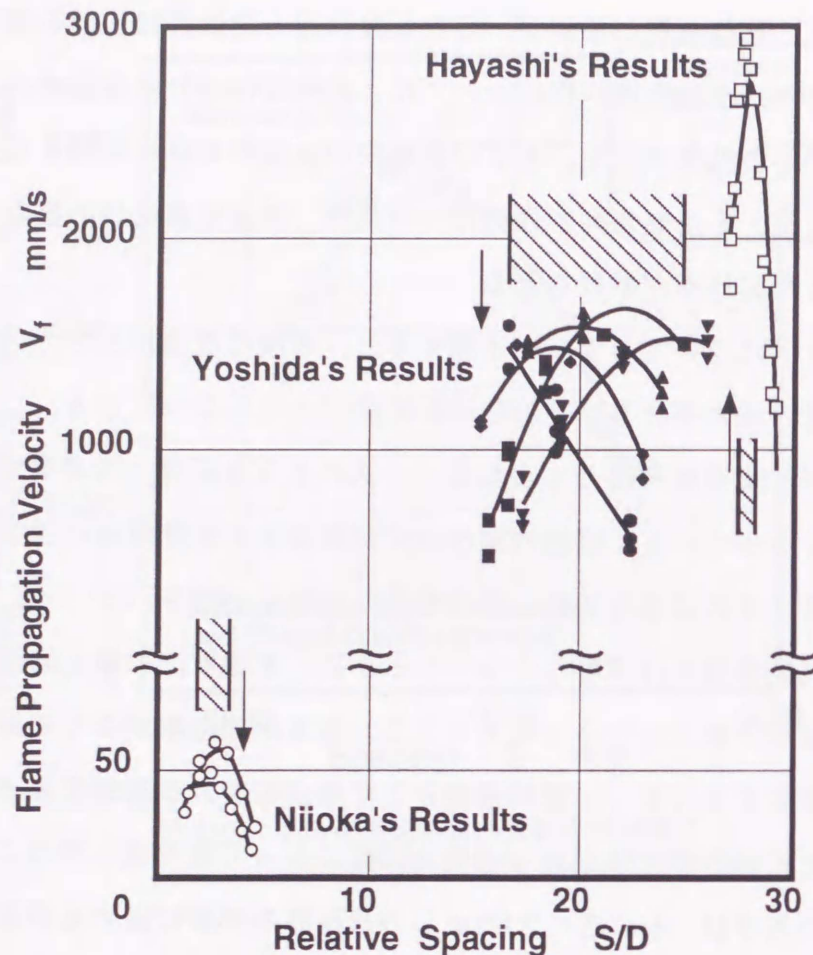 3000
Hayashi's Results
2000
Yoshida's Results
1000
50
Niioka's Results
0
10
20
30
Relative Spacing S/D
Flame Propagation Velocity Vf mm/s